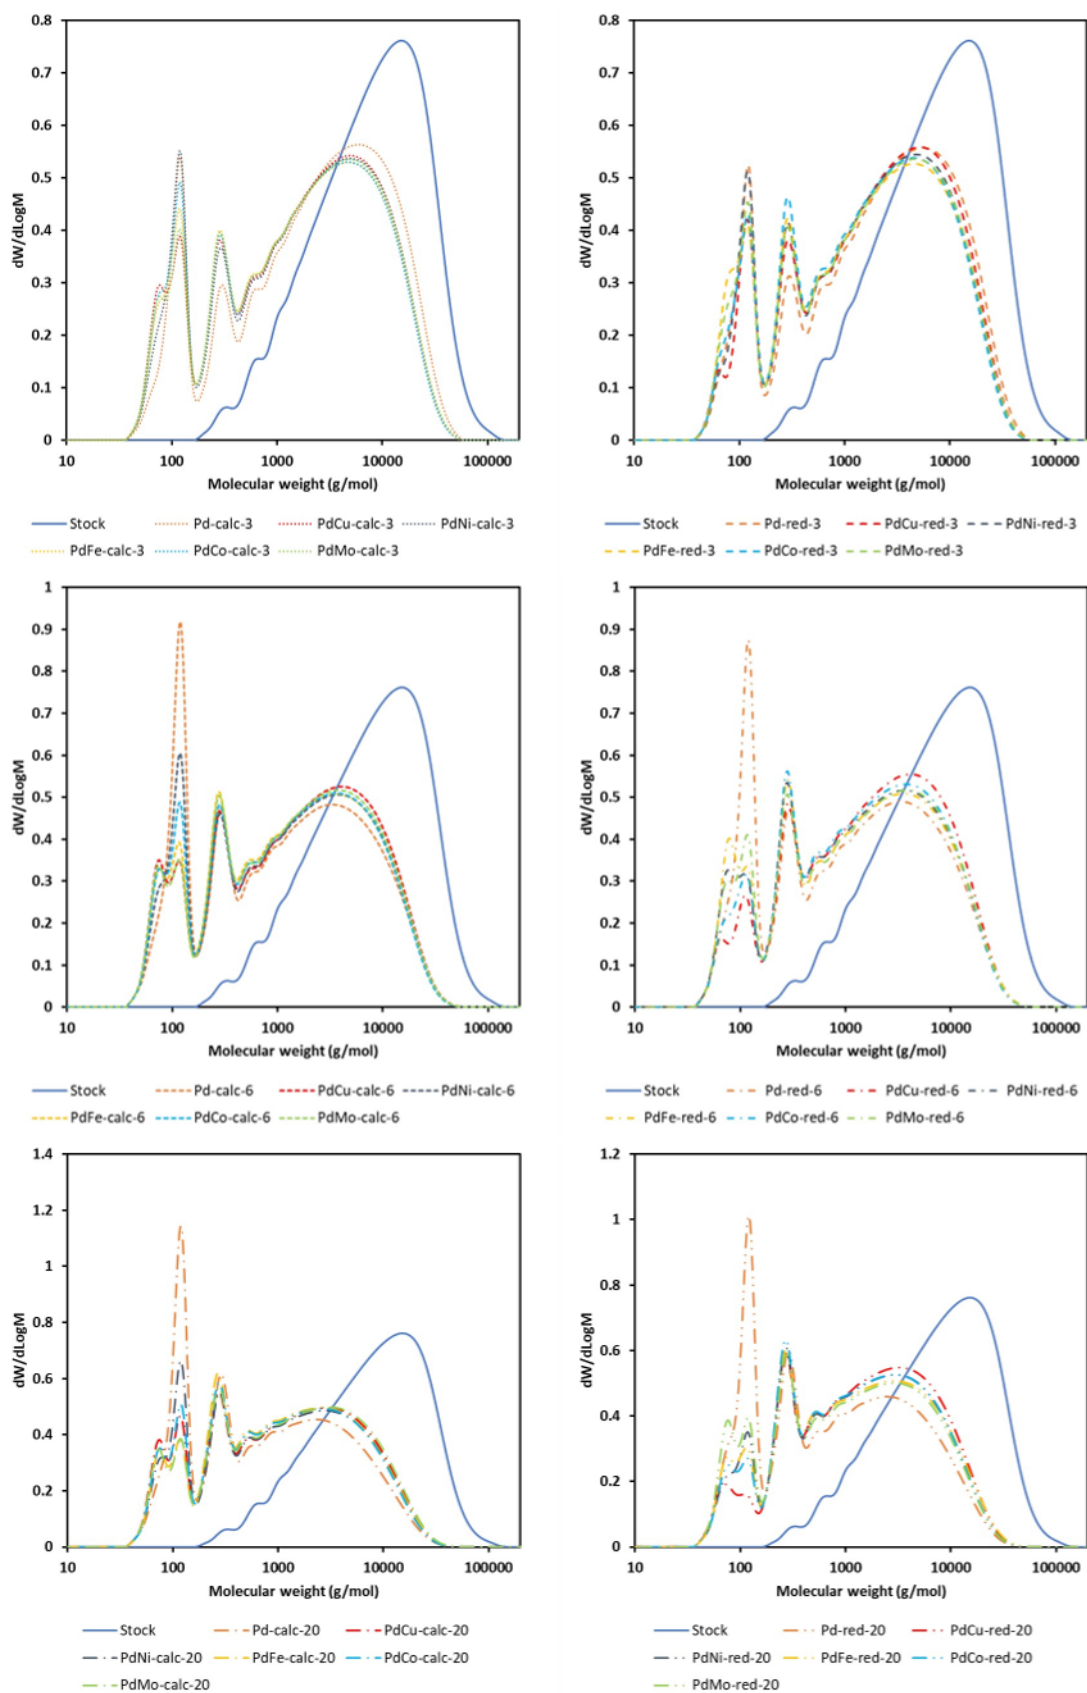 0.8 0.8
0.7 0.7
0.6 0.6
0.5 0.5
dW/dLogM 0.4 dW/dLogM 0.4
0.3 0.3
0.2 0.2
0.1 0.1
0 0
10 100 1000 10000 100000 10 100 1000 10000 100000
Molecular weight (g/mol) Molecular weight (g/mol)
Stock Pd-calc-3 PdCu-calc-3 PdNi-calc-3 Stock Pd-red-3 PdCu-red-3 PdNi-red-3
PdFe-calc-3 PdCo-calc-3 PdMo-calc-3 PdFe-red-3 PdCo-red-3 PdMo-red-3
1 1
0.9 0.9
0.8 0.8
0.7 0.7
0.6 0.6
dW/dLogM 0.5 dW/dLogM 0.5
0.4 0.4
0.3 0.3
0.2 0.2
0.1 0.1
0 0
10 100 1000 10000 100000 10 100 1000 10000 100000
Molecular weight (g/mol) Molecular weight (g/mol)
Stock Pd-calc-6 PdCu-calc-6 PdNi-calc-6 Stock Pd-red-6 PdCu-red-6 PdNi-red-6
PdFe-calc-6 PdCo-calc-6 PdMo-calc-6 PdFe-red-6 PdCo-red-6 PdMo-red-6
1.4 1.2
1.2 1
1 0.8
0.8
dW/dLogM 0.6 dW/dLogM 0.6
0.4 0.4
0.2 0.2
0 0
10 100 1000 10000 100000 10 100 1000 10000 100000
Molecular weight (g/mol) Molecular weight (g/mol)
Stock Pd-calc-20 PdCu-calc-20 Stock Pd-red-20 PdCu-red-20
PdNi-calc-20 PdFe-calc-20 PdCo-calc-20 PdNi-red-20 PdFe-red-20 PdCo-red-20
PdMo-calc-20 PdMo-red-20